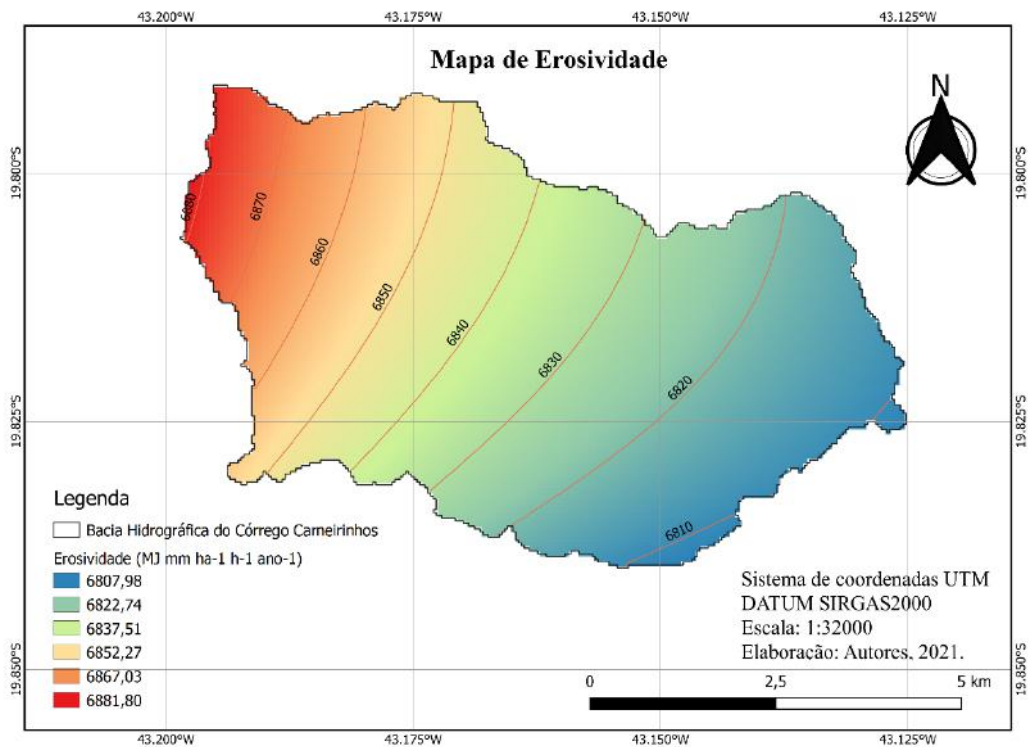 43.200°W 43.175°W 43.150°W 43.125°W
Mapa de Erosividade
N
19.800°S 19.800°S
6880
6870
6860
6850
6840
6830
6820
6810
19.825°S 19.825°S
Legenda
Bacia Hidrográfica do Córrego Carneirinhos
Erosividade (MJ mm ha-1 h-1 ano-1)
6807,98
6822,74
6837,51
6852,27
6867,03
6881,80
Sistema de coordenadas UTM
DATUM SIRGAS2000
Escala: 1:32000
Elaboração: Autores, 2021.
19.850°S 19.850°S
0 2,5 5 km
43.200°W 43.175°W 43.150°W 43.125°W